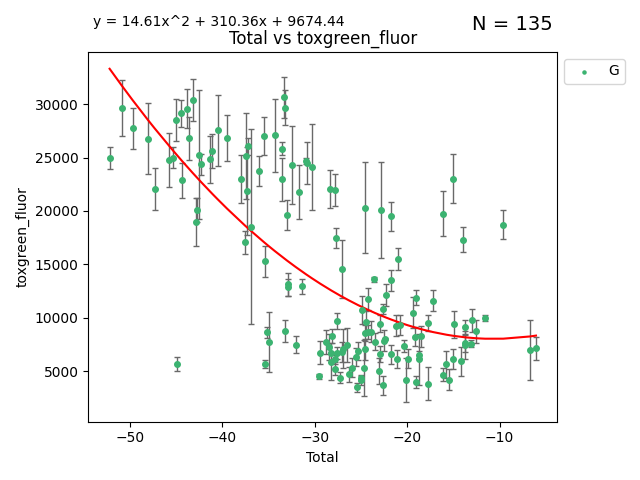 y = 14.61x^2 + 310.36x + 9674.44
N = 135
Total vs toxgreen_fluor
G
30000
25000
20000
15000
10000
5000
toxgreen_fluor
−50
−40
−30
−20
−10
Total